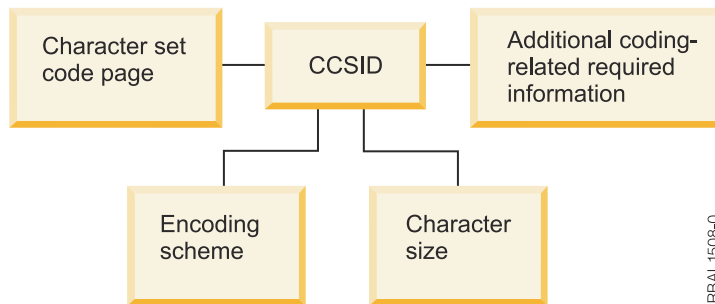 Character set
code page
CCSID
Additional coding-
related required
information
Encoding
scheme
Character
size